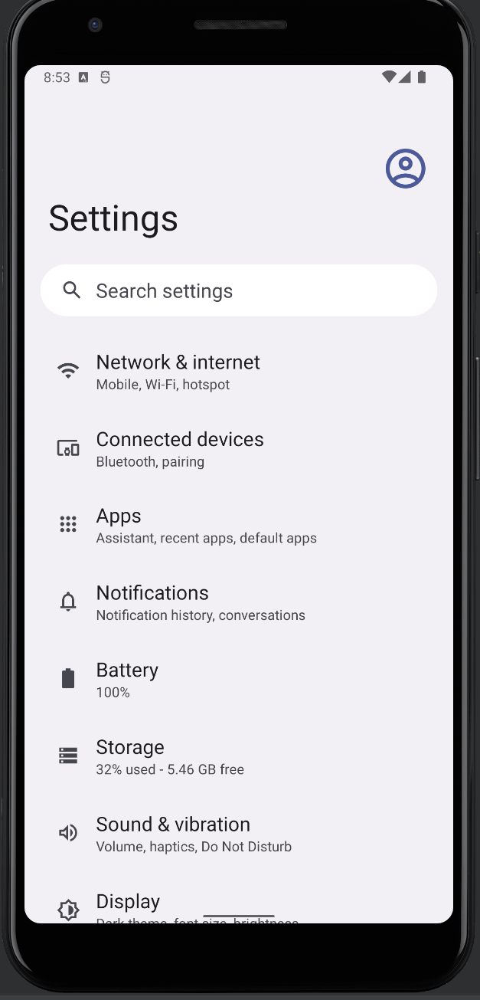 8:53
Settings
Search settings
Network & internet
Mobile, Wi-Fi, hotspot
Connected devices
Bluetooth, pairing
Apps
Assistant, recent apps, default apps
Notifications
Notification history, conversations
Battery
100%
Storage
32% used - 5.46 GB free
Sound & vibration
Volume, haptics, Do Not Disturb
Display
Dark theme, font size, brightness